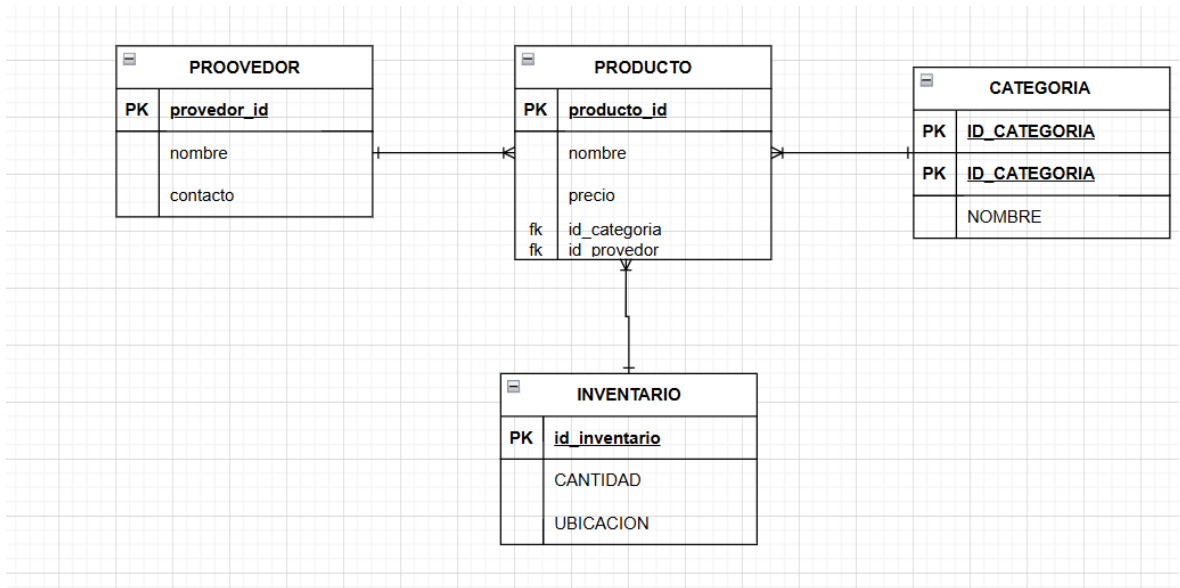 PROOVEDOR
PK provedor_id
nombre
contacto
PRODUCTO
PK producto_id
nombre
precio
fk id_categoria
fk id_provedor
CATEGORIA
PK ID_CATEGORIA
PK ID_CATEGORIA
NOMBRE
INVENTARIO
PK id_inventario
CANTIDAD
UBICACION